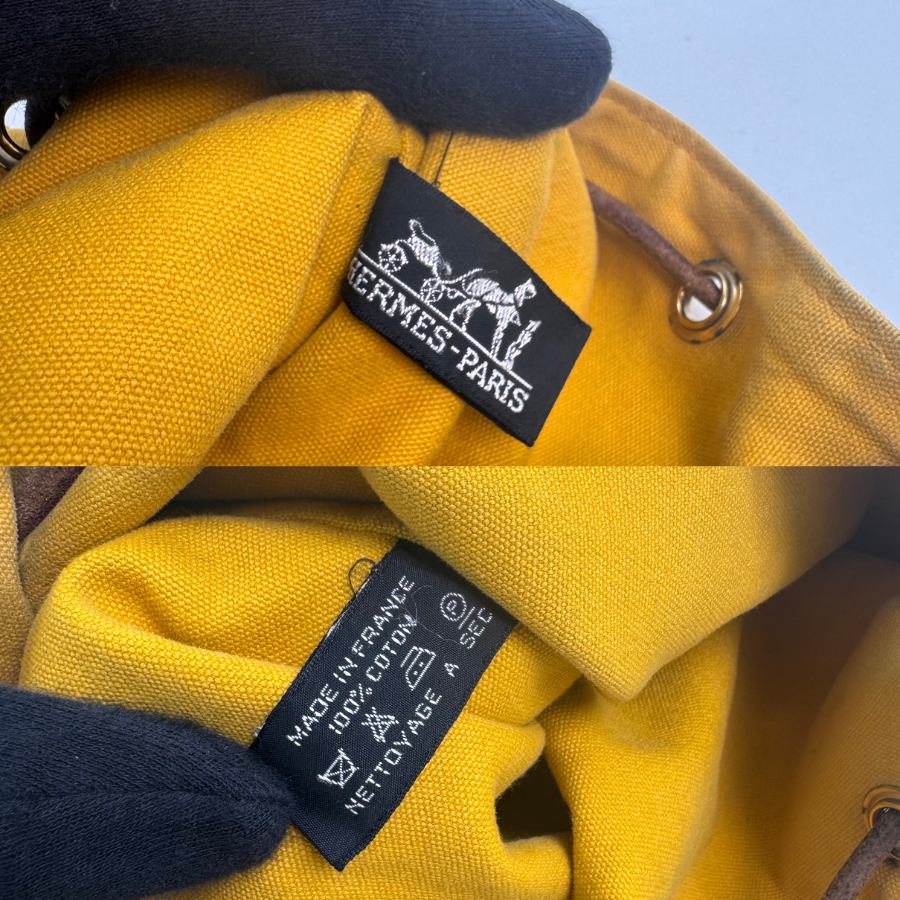 HERMES-PARIS
MADE IN FRANCE
100% COTON
P
NETTOYAGE A SEC